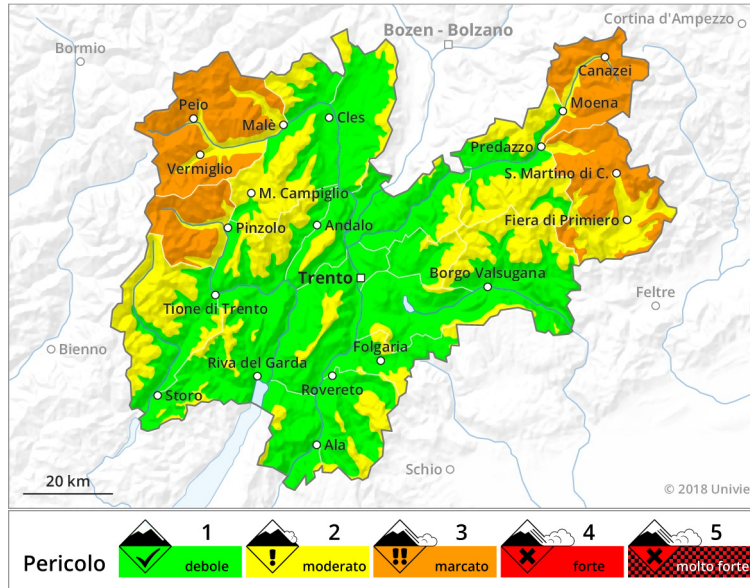 Cortina d'Ampezzo
Bozen - Bolzano
Bormio
Canazei
Peio
Moena
Malè
Cles
Predazzo
Vermiglio
S. Martino di C.
M. Campiglio
Fiera di Primiero
Pinzolo
Andalo
Trento
Borgo Valsugana
Feltre
Tione di Trento
Folgaria
Bienno
Riva del Garda
Rovereto
Storo
Ala
Schio
20 km
© 2018 Univie
Pericolo
1
debole
2
moderato
3
marcato
4
forte
5
molto forte